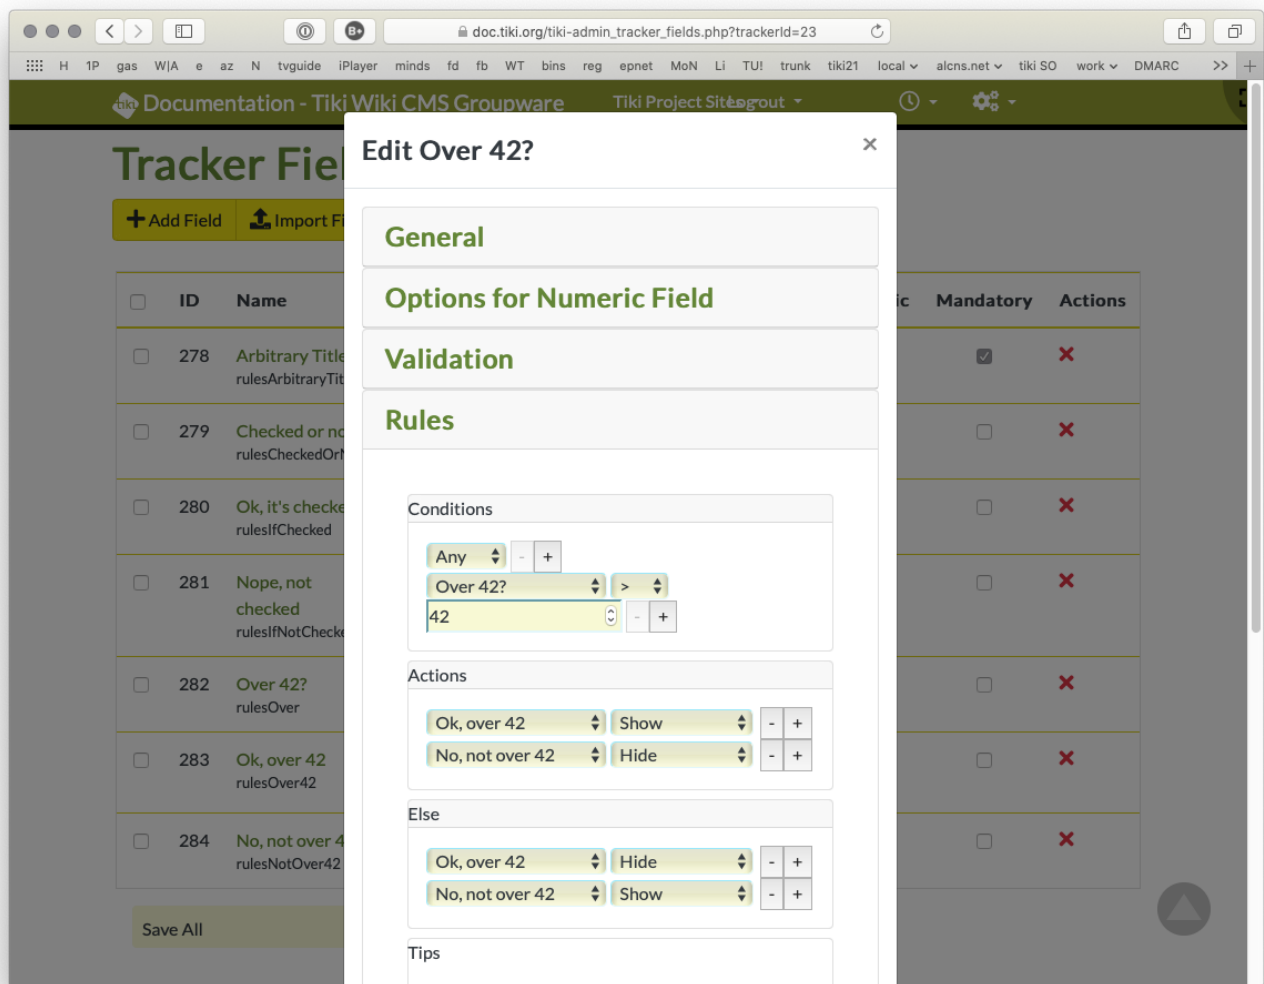 doc.tiki.org/tiki-admin_tracker_fields.php?trackerId=23
H 1P gas W|A e az N tvguide iPlayer minds fd fb WT bins reg epnet MoN Li TU! trunk tiki21 local alcns.net tiki SO work DMARC >> +
tiki Documentation - Tiki Wiki CMS Groupware Tiki Project Sites Logout
Edit Over 42? ×
Tracker Fiel
Add Field Import Fi
General
Options for Numeric Field
ID Name ic Mandatory Actions
Validation
278 Arbitrary Title
rulesArbitraryTit
Rules
279 Checked or no
rulesCheckedOrN
280 Ok, it's checke
rulesIfChecked
281 Nope, not
checked
rulesIfNotChecke
282 Over 42?
rulesOver
283 Ok, over 42
rulesOver42
284 No, not over 4
rulesNotOver42
Save All
Conditions
Any - +
Over 42? >
42 - +
Actions
Ok, over 42 Show - +
No, not over 42 Hide - +
Else
Ok, over 42 Hide - +
No, not over 42 Show - +
Tips